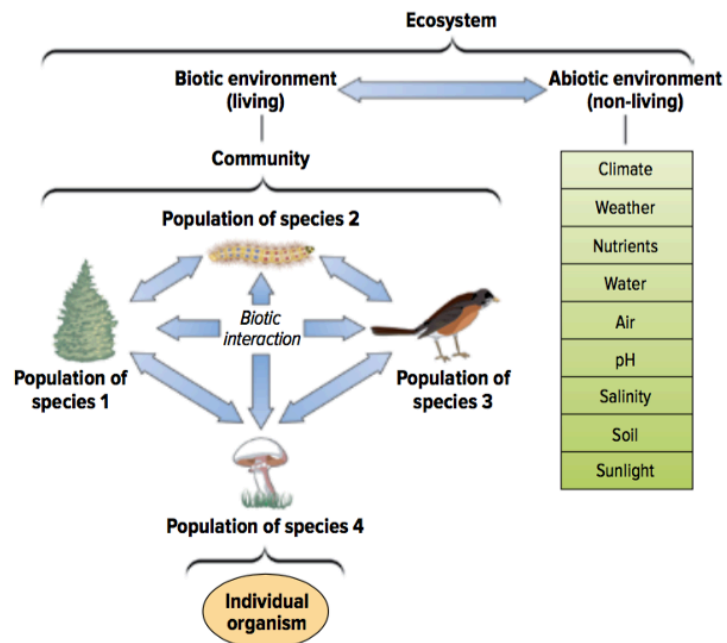 Ecosystem
Biotic environment
(living)
Abiotic environment
(non-living)
Community
Population of species 2
Biotic
interaction
Population of
species 1
Population of
species 3
Population of species 4
Individual
organism
Climate
Weather
Nutrients
Water
Air
pH
Salinity
Soil
Sunlight